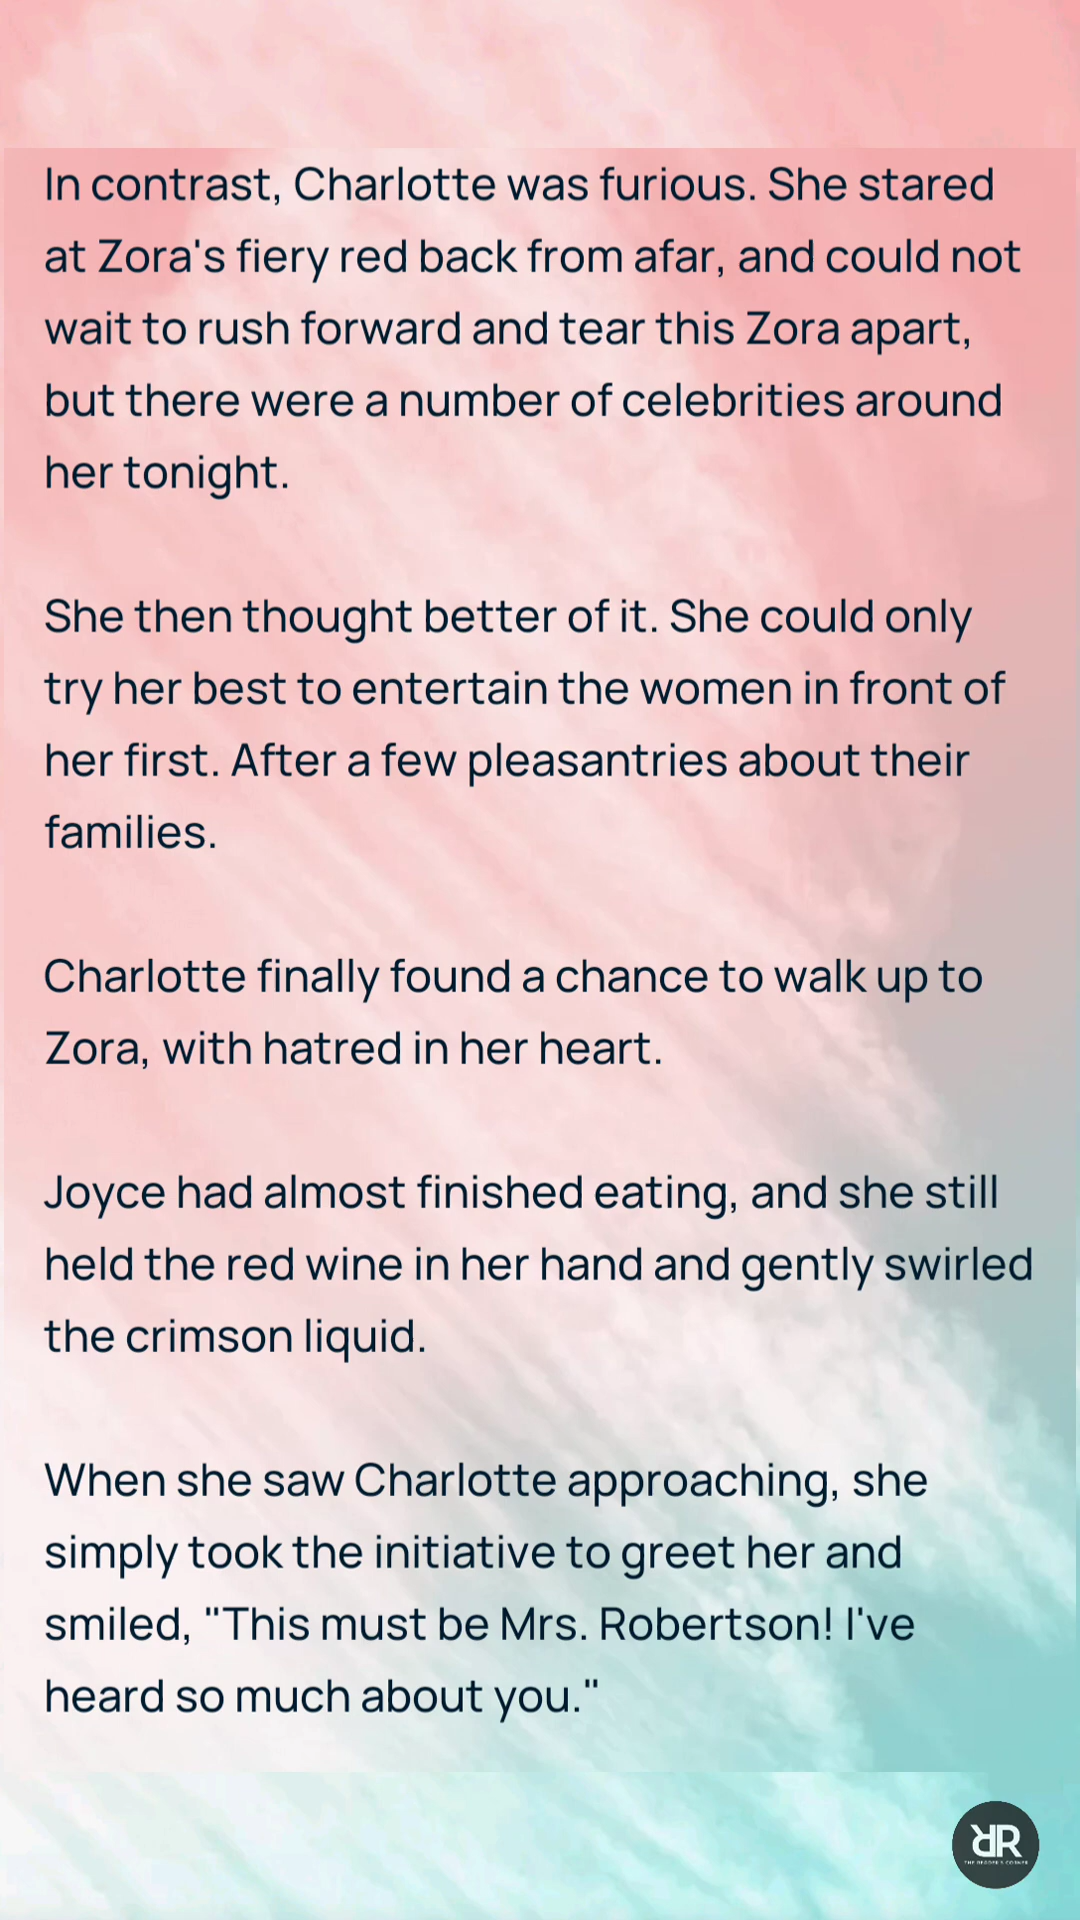 In contrast, Charlotte was furious. She stared
at Zora's fiery red back from afar, and could not
wait to rush forward and tear this Zora apart,
but there were a number of celebrities around
her tonight.
She then thought better of it. She could only
try her best to entertain the women in front of
her first. After a few pleasantries about their
families.
Charlotte finally found a chance to walk up to
Zora, with hatred in her heart.
Joyce had almost finished eating, and she still
held the red wine in her hand and gently swirled
the crimson liquid.
When she saw Charlotte approaching, she
simply took the initiative to greet her and
smiled, "This must be Mrs. Robertson! I've
heard so much about you."
RR